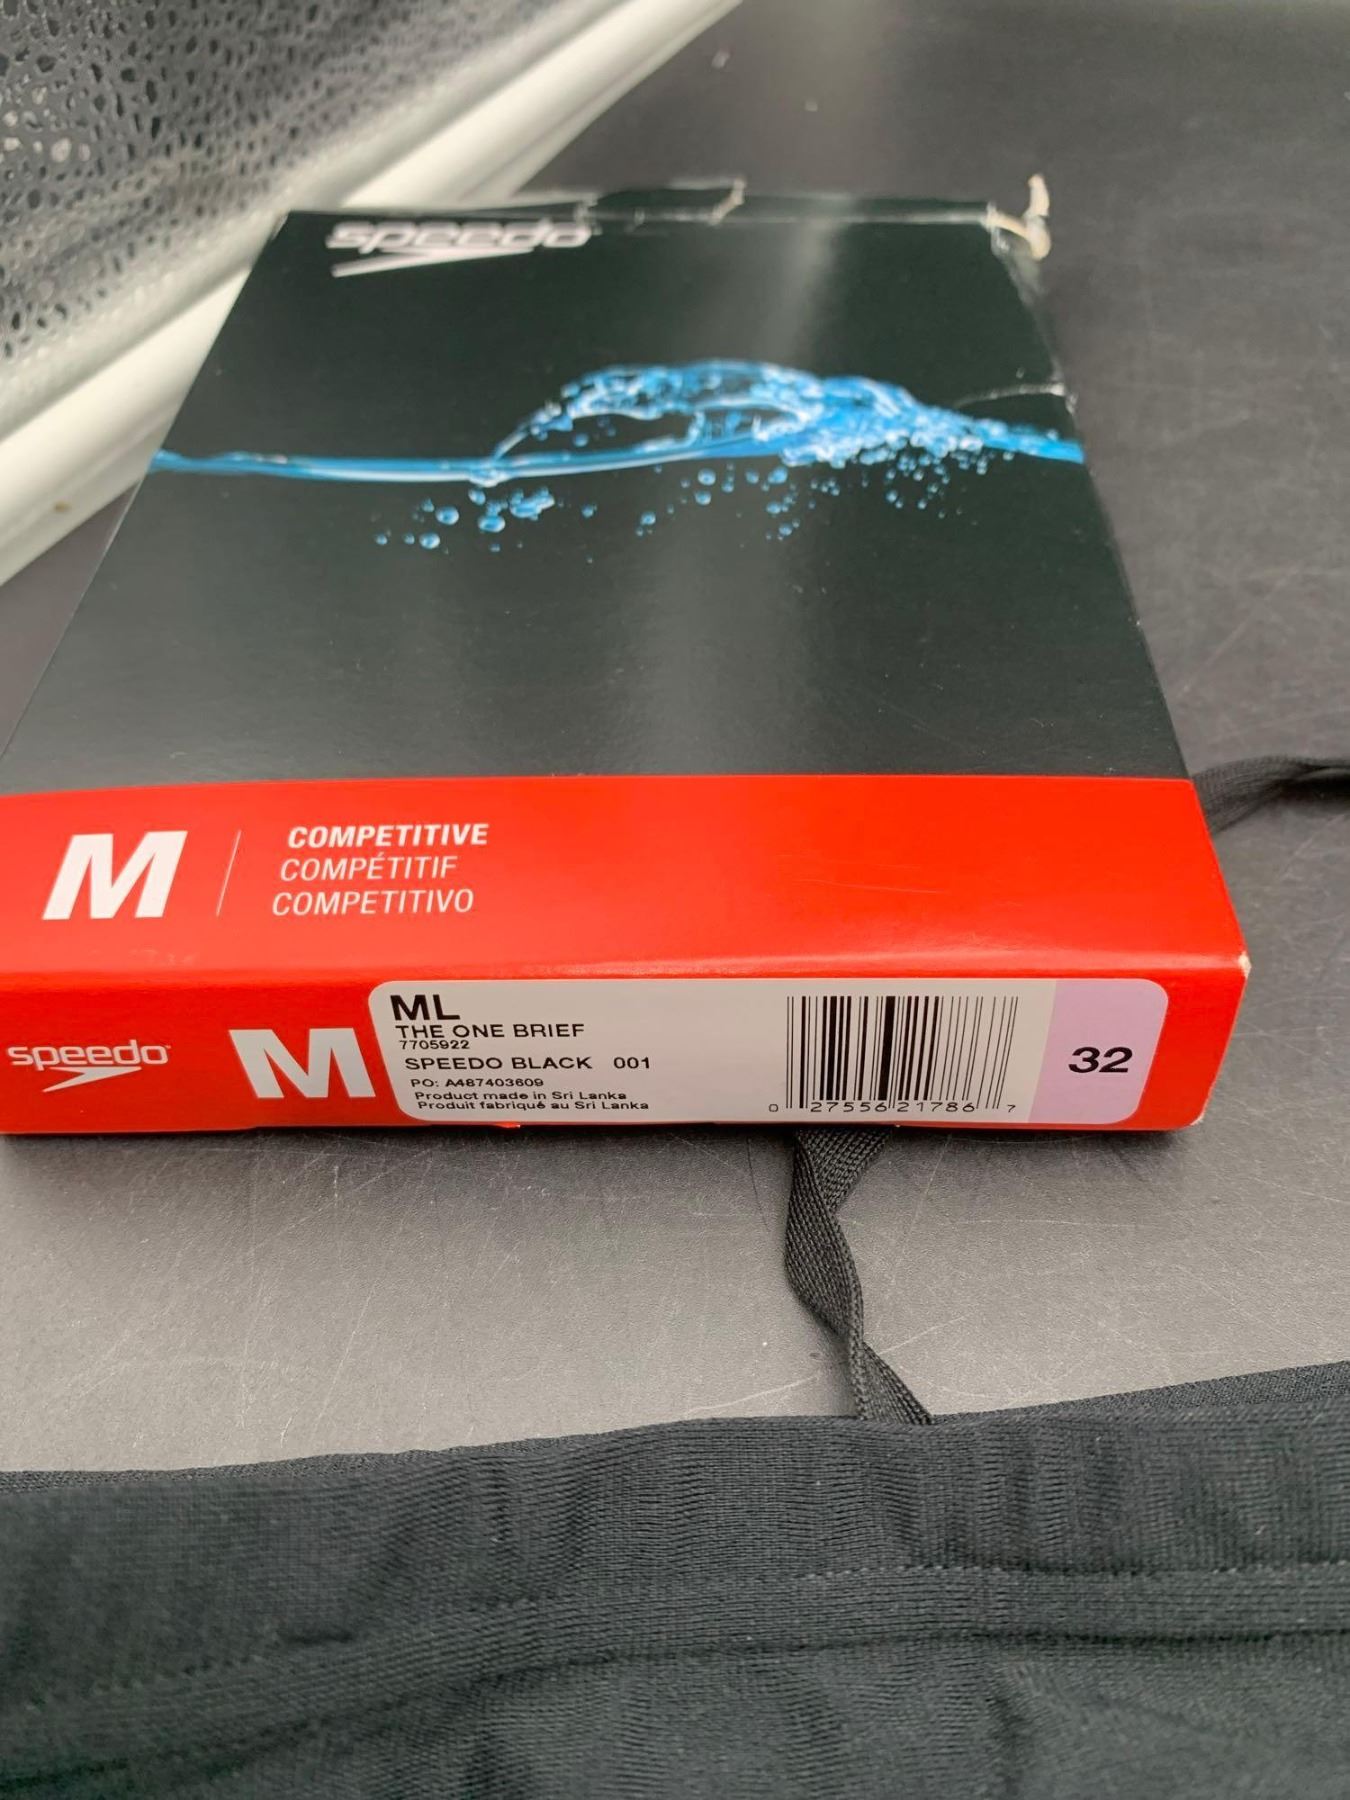 speedo
M
COMPETITIVE
COMPÉTITIF
COMPETITIVO
speedo
M
ML
THE ONE BRIEF
7705922
SPEEDO BLACK 001
PO: A487403609
Product made in Sri Lanka
Produit fabriqué au Sri Lanka
0 27556 21786 7
32